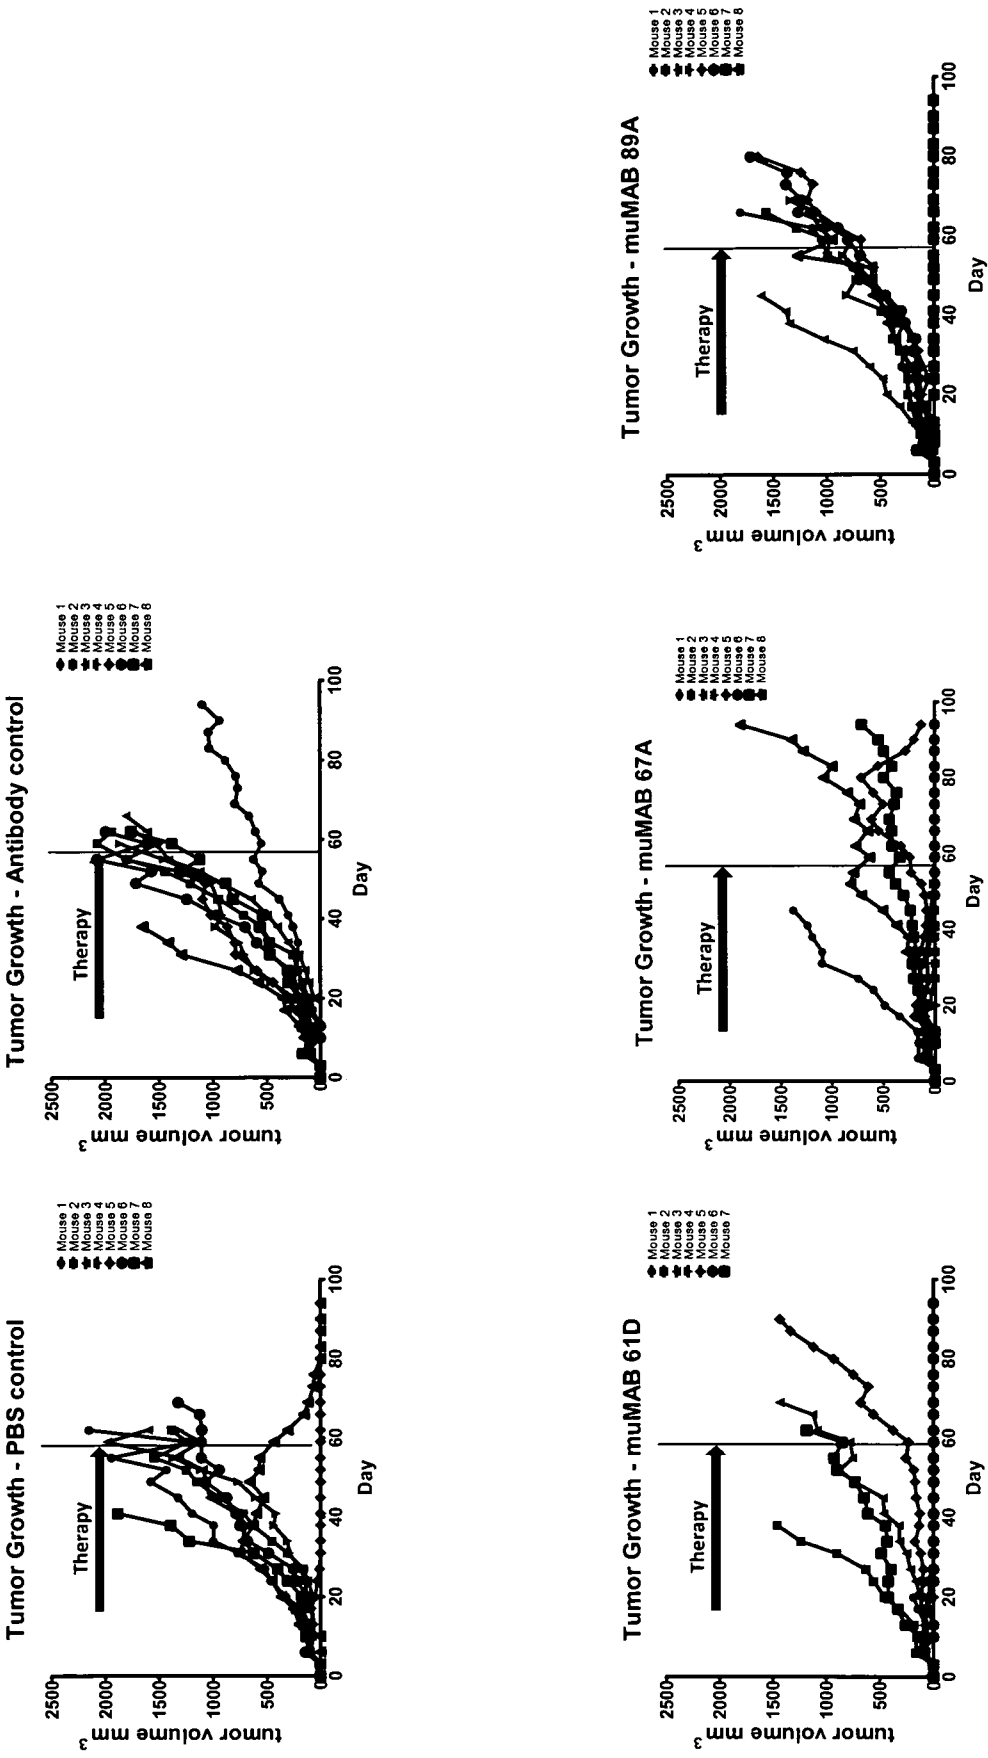 Tumor Growth - PBS control
2500
2000
1500
1000
500
0
tumor volume mm³
Therapy
0 20 40 60 80 100
Day
Mouse 1
Mouse 2
Mouse 3
Mouse 4
Mouse 5
Mouse 6
Mouse 7
Mouse 8
Tumor Growth - Antibody control
2500
2000
1500
1000
500
0
tumor volume mm³
Therapy
0 20 40 60 80 100
Day
Mouse 1
Mouse 2
Mouse 3
Mouse 4
Mouse 5
Mouse 6
Mouse 7
Mouse 8
Tumor Growth - muMAB 61D
2500
2000
1500
1000
500
0
tumor volume mm³
Therapy
0 20 40 60 80 100
Day
Mouse 1
Mouse 2
Mouse 3
Mouse 4
Mouse 5
Mouse 6
Mouse 7
Tumor Growth - muMAB 67A
2500
2000
1500
1000
500
0
tumor volume mm³
Therapy
0 20 40 60 80 100
Day
Mouse 1
Mouse 2
Mouse 3
Mouse 4
Mouse 5
Mouse 6
Mouse 7
Mouse 8
Tumor Growth - muMAB 89A
2500
2000
1500
1000
500
0
tumor volume mm³
Therapy
0 20 40 60 80 100
Day
Mouse 1
Mouse 2
Mouse 3
Mouse 4
Mouse 5
Mouse 6
Mouse 7
Mouse 8